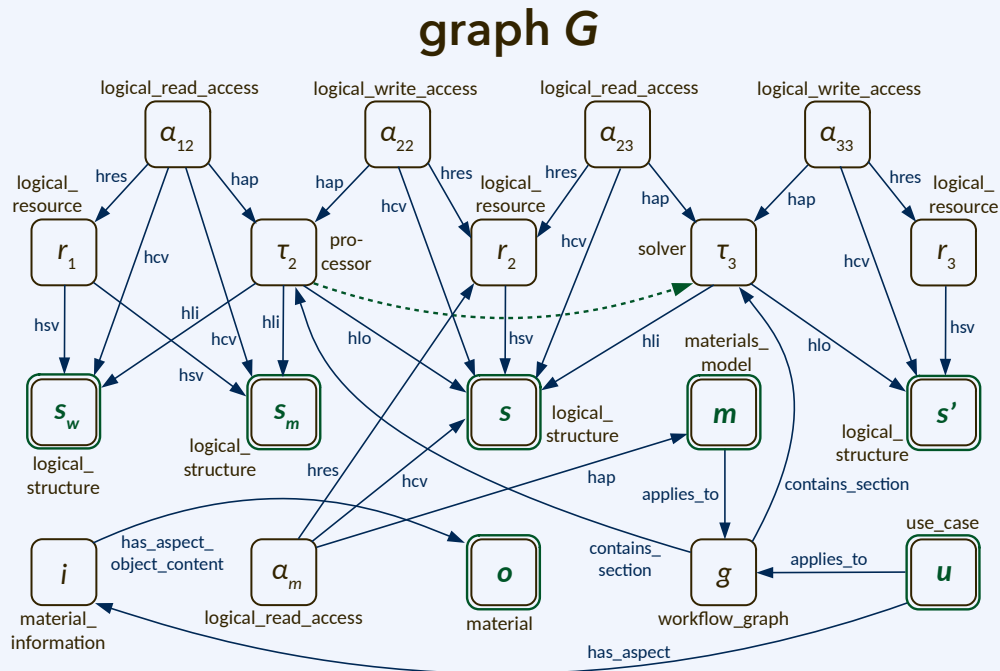 graph G
logical_read_access
logical_write_access
logical_read_access
logical_write_access
α12
α22
α23
α33
hres
hap
hap
hres
hres
hap
hap
hres
logical_
resource
logical_
resource
logical_
resource
r1
τ2
pro-
cessor
r2
solver
τ3
r3
hcv
hcv
hcv
hcv
hsv
hli
hcv
hsv
hli
hlo
hsv
hli
hlo
hsv
materials_
model
sw
sm
s
m
s’
logical_
structure
logical_
structure
logical_
structure
logical_
structure
hres
hcv
hap
applies_to
contains_section
has_aspect_
object_content
contains_
section
applies_to
use_case
i
αm
o
g
u
material_
information
logical_read_access
material
workflow_graph
has_aspect